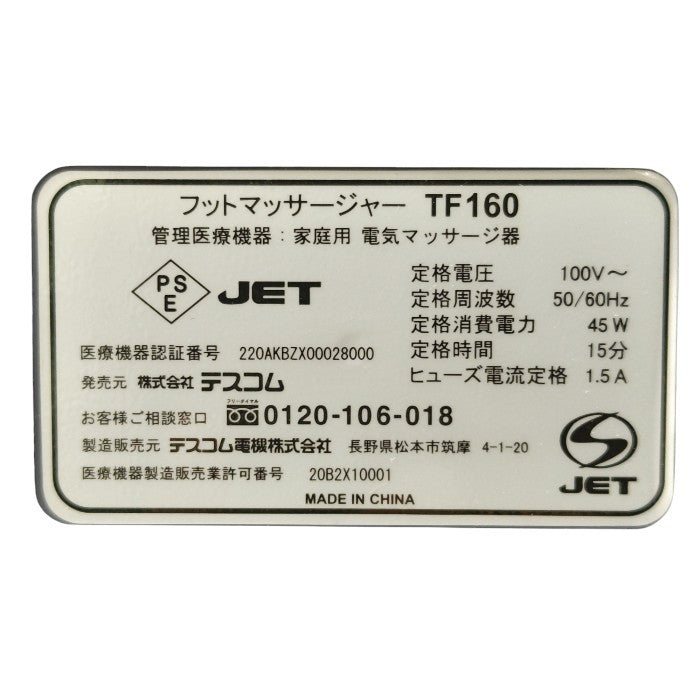 フットマッサージャー TF160
管理医療機器：家庭用 電気マッサージ器
PS
E
JET
定格電圧 100V～
定格周波数 50/60Hz
定格消費電力 45W
定格時間 15分
ヒューズ電流定格 1.5A
医療機器認証番号 220AKBZX00028000
発売元 株式会社 テスコム
フリーダイヤル
お客様ご相談窓口 0120-106-018
製造販売元 テスコム電機株式会社 長野県松本市筑摩 4-1-20
医療機器製造販売業許可番号 20B2X10001
MADE IN CHINA
JET